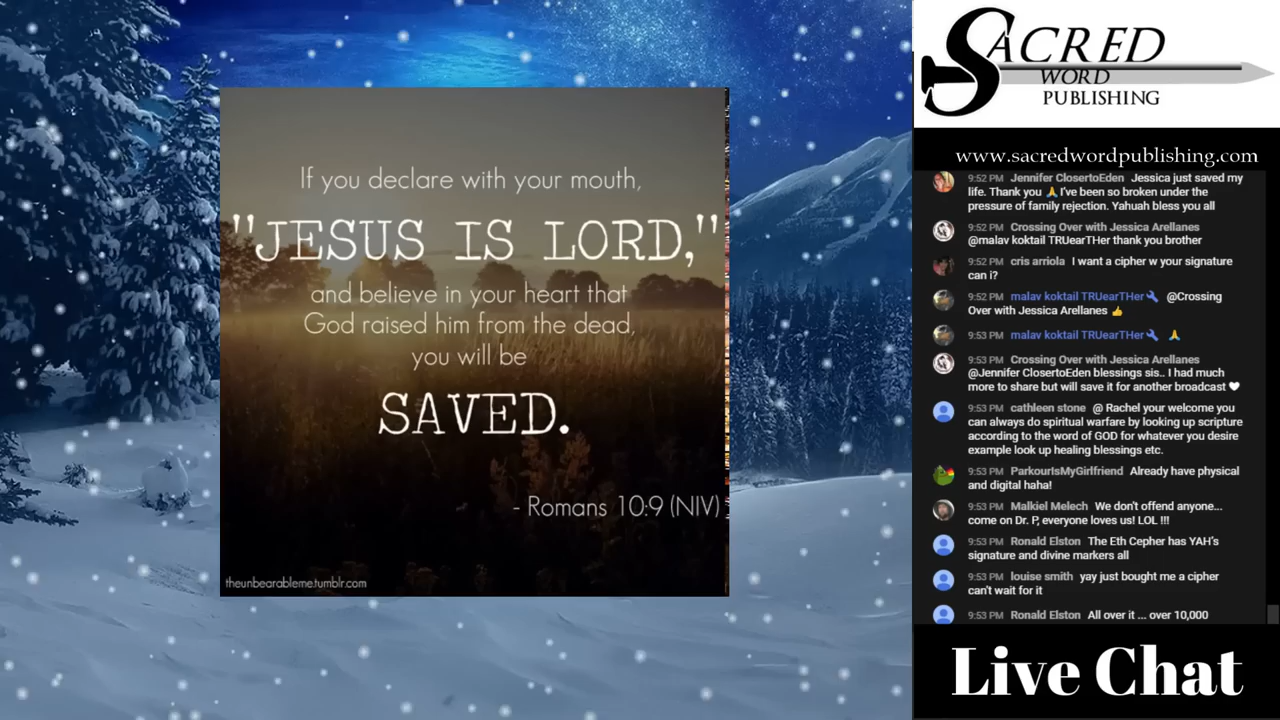 If you declare with your mouth,
"JESUS IS LORD,"
and believe in your heart that
God raised him from the dead,
you will be
SAVED.
- Romans 10:9 (NIV)
theunbearableme.tumblr.com
SACRED
WORD
PUBLISHING
www.sacredwordpublishing.com
9:52 PM Jennifer ClosertoEden Jessica just saved my
life. Thank you 🙏 I've been so broken under the
pressure of family rejection. Yahuah bless you all
9:52 PM Crossing Over with Jessica Arellanes
@malav koktail TRUearTHer thank you brother
9:52 PM cris arriola I want a cipher w your signature
can i?
9:52 PM malav koktail TRUearTHer🔧 @Crossing
Over with Jessica Arellanes 👍
9:53 PM malav koktail TRUearTHer🔧 🙏
9:53 PM Crossing Over with Jessica Arellanes
@Jennifer ClosertoEden blessings sis.. I had much
more to share but will save it for another broadcast ♥
9:53 PM cathleen stone @ Rachel your welcome you
can always do spiritual warfare by looking up scripture
according to the word of GOD for whatever you desire
example look up healing blessings etc.
9:53 PM ParkourIsMyGirlfriend Already have physical
and digital haha!
9:53 PM Malkiel Melech We don't offend anyone...
come on Dr. P, everyone loves us! LOL !!!
9:53 PM Ronald Elston The Eth Cepher has YAH's
signature and divine markers all
9:53 PM louise smith yay just bought me a cipher
can't wait for it
9:53 PM Ronald Elston All over it ... over 10,000
Live Chat